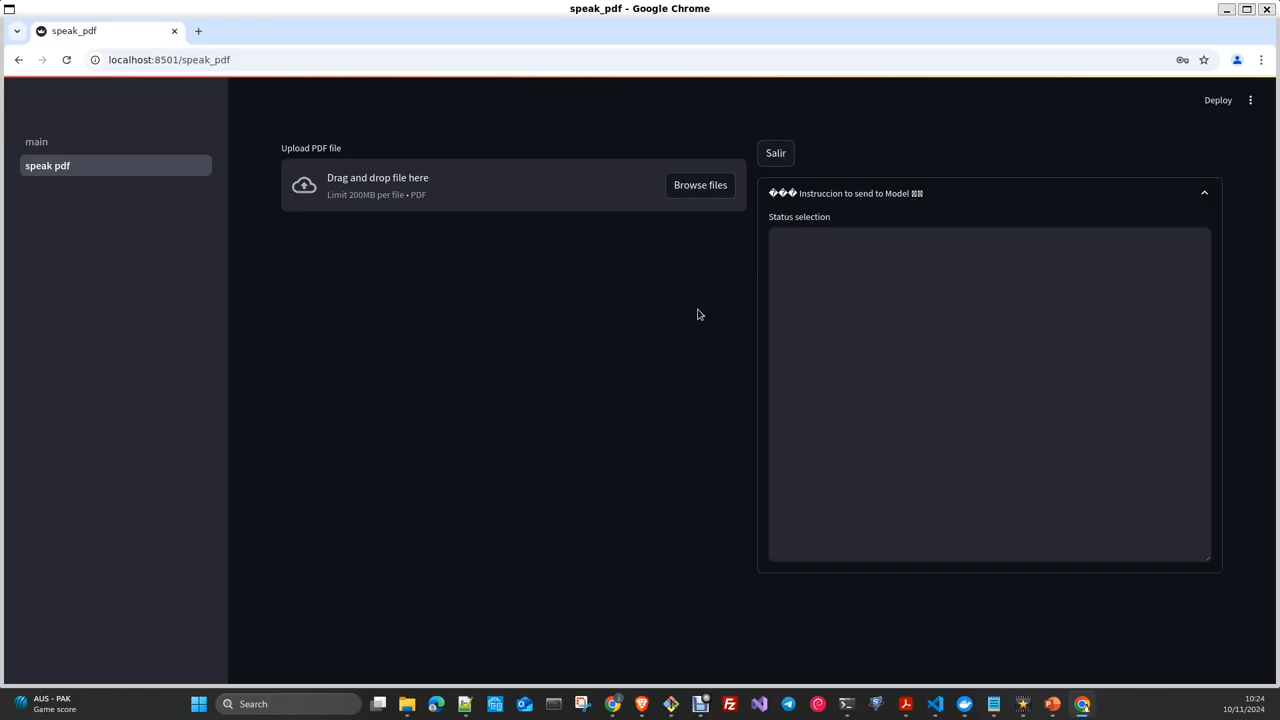 speak_pdf - Google Chrome
speak_pdf
localhost:8501/speak_pdf
Deploy
main
speak pdf
Upload PDF file
Drag and drop file here
Limit 200MB per file • PDF
Browse files
Salir
��� Instruccion to send to Model
Status selection
AUS - PAK
Game score
Search
10:24
10/11/2024